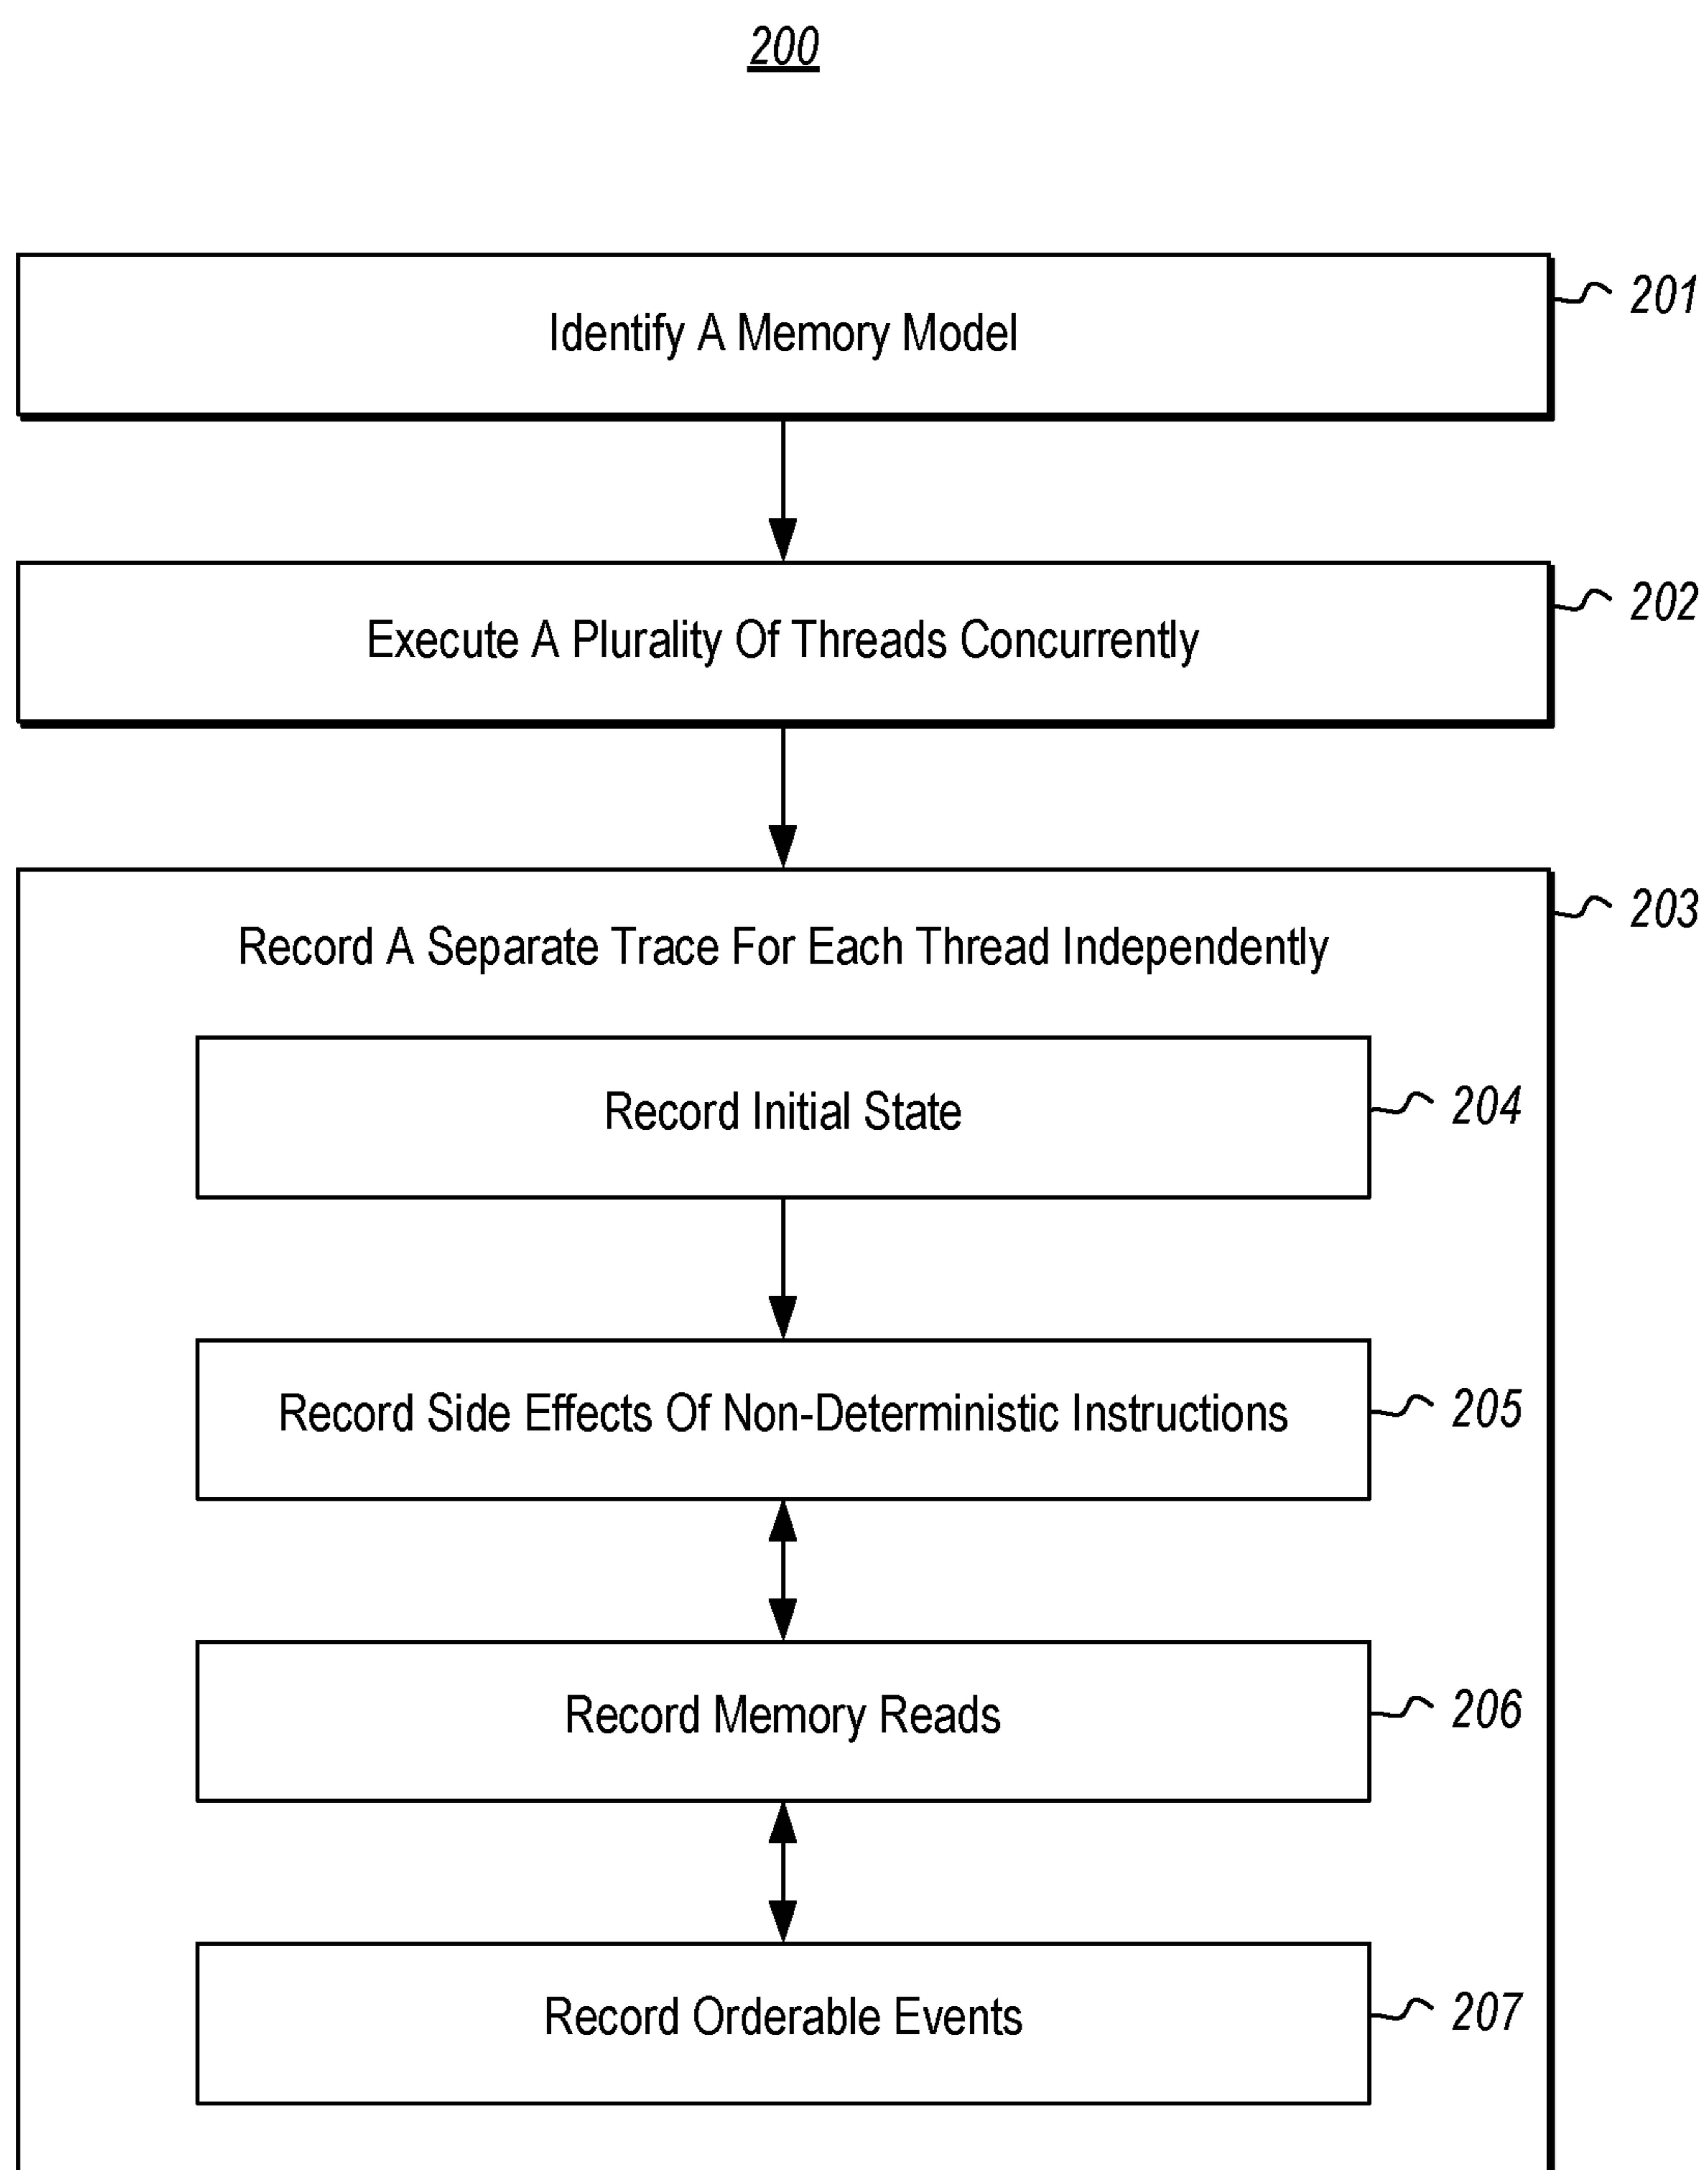 200
Identify A Memory Model
201
Execute A Plurality Of Threads Concurrently
202
Record A Separate Trace For Each Thread Independently
203
Record Initial State
204
Record Side Effects Of Non-Deterministic Instructions
205
Record Memory Reads
206
Record Orderable Events
207